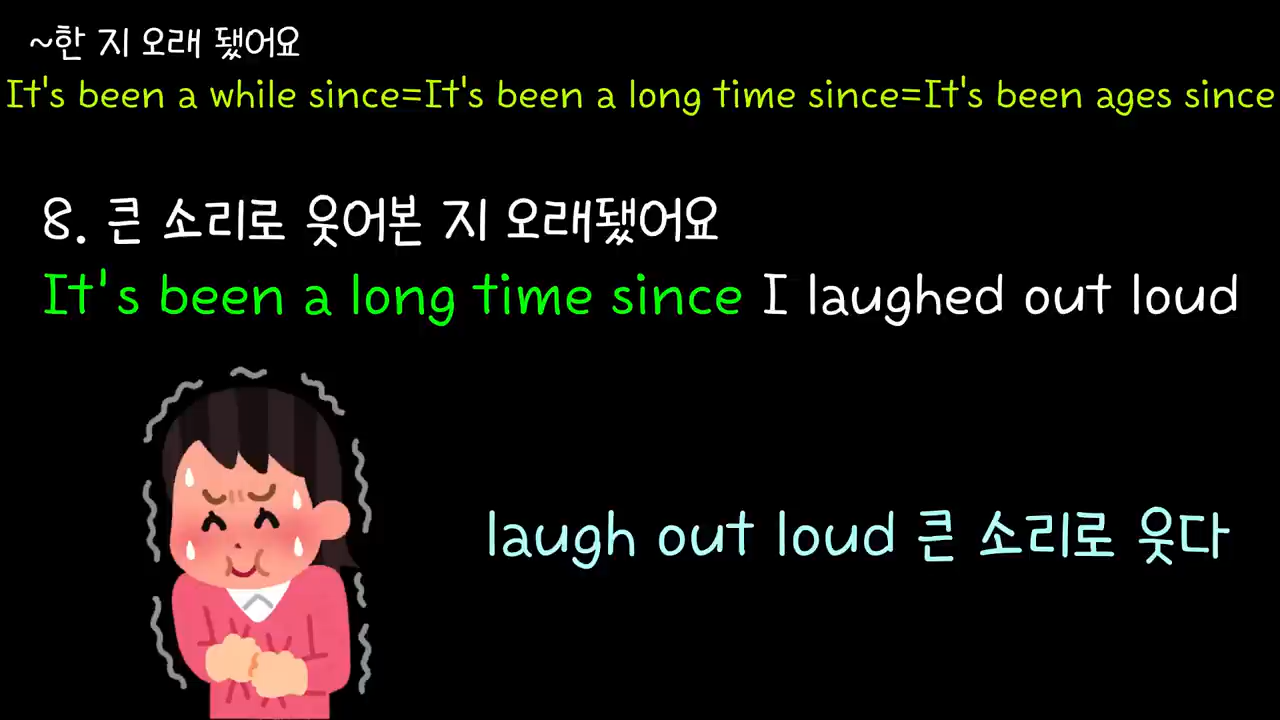 ~한 지 오래 됐어요
It's been a while since=It's been a long time since=It's been ages since
8. 큰 소리로 웃어본 지 오래됐어요
It's been a long time since I laughed out loud
laugh out loud 큰 소리로 웃다